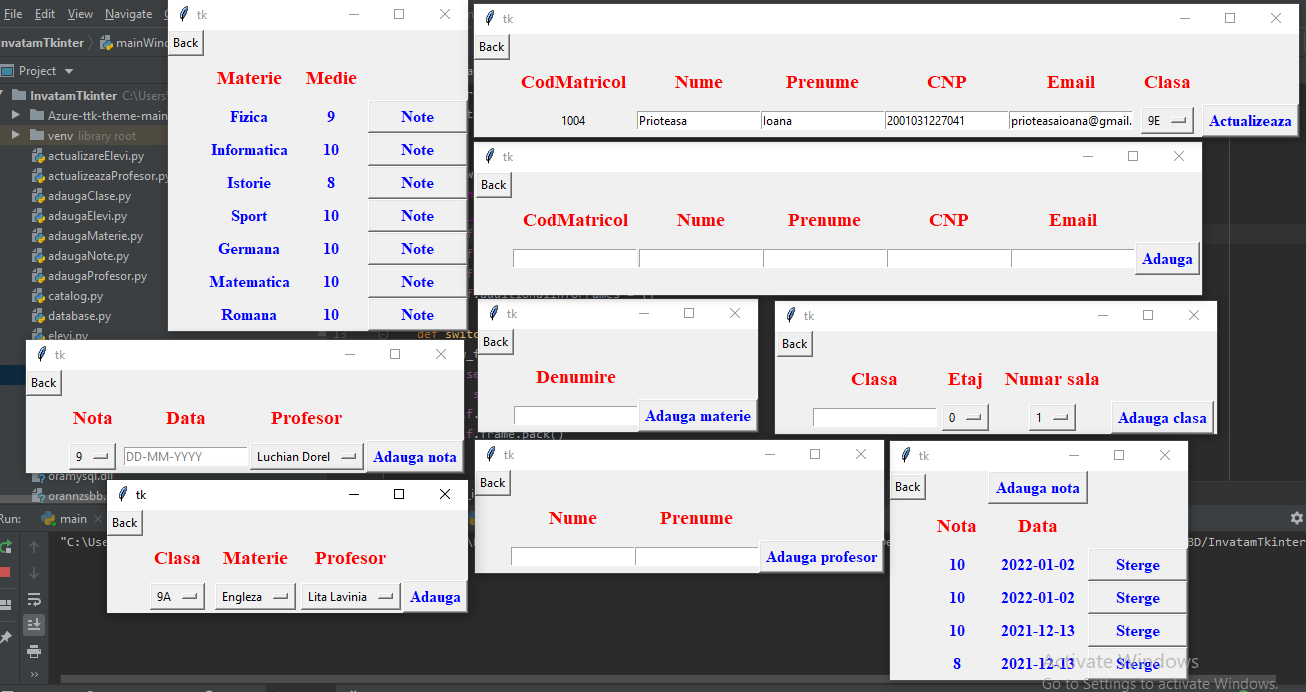 File Edit View Navigate
InvatamTkinter mainWind
Project
InvatamTkinter C:\Users
Azure-ttk-theme-main
venv library root
actualizareElevi.py
actualizeazaProfesor.py
adaugaClase.py
adaugaElevi.py
adaugaMaterie.py
adaugaNote.py
adaugaProfesor.py
catalog.py
database.py
elevi.py
oramysql.dll
orannzsbb.
tk
Back
Materie Medie
Fizica 9 Note
Informatica 10 Note
Istorie 8 Note
Sport 10 Note
Germana 10 Note
Matematica 10 Note
Romana 10 Note
tk
Back
CodMatricol Nume Prenume CNP Email Clasa
1004 Prioteasa Ioana 2001031227041 prioteasaioana@gmail. 9E Actualizeaza
tk
Back
CodMatricol Nume Prenume CNP Email
Adauga
13 def switc
tk
Back
Denumire
Adauga materie
tk
Back
Clasa Etaj Numar sala
0 1 Adauga clasa
f.frame.pack()
tk
Back
Nota Data Profesor
9 DD-MM-YYYY Luchian Dorel Adauga nota
tk
Back
Nume Prenume
Adauga profesor
tk
Back Adauga nota
Nota Data
10 2022-01-02 Sterge
10 2022-01-02 Sterge
10 2021-12-13 Sterge
8 2021-12-13 Sterge
tk
Back
Clasa Materie Profesor
9A Engleza Lita Lavinia Adauga
Run: main
"C:\Use
BD/InvatamTkinter
Activate Windows
Go to Settings to activate Windows.